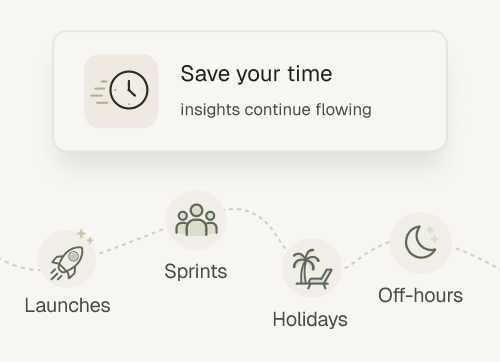 Save your time
insights continue flowing
Sprints
Launches
Off-hours
Holidays